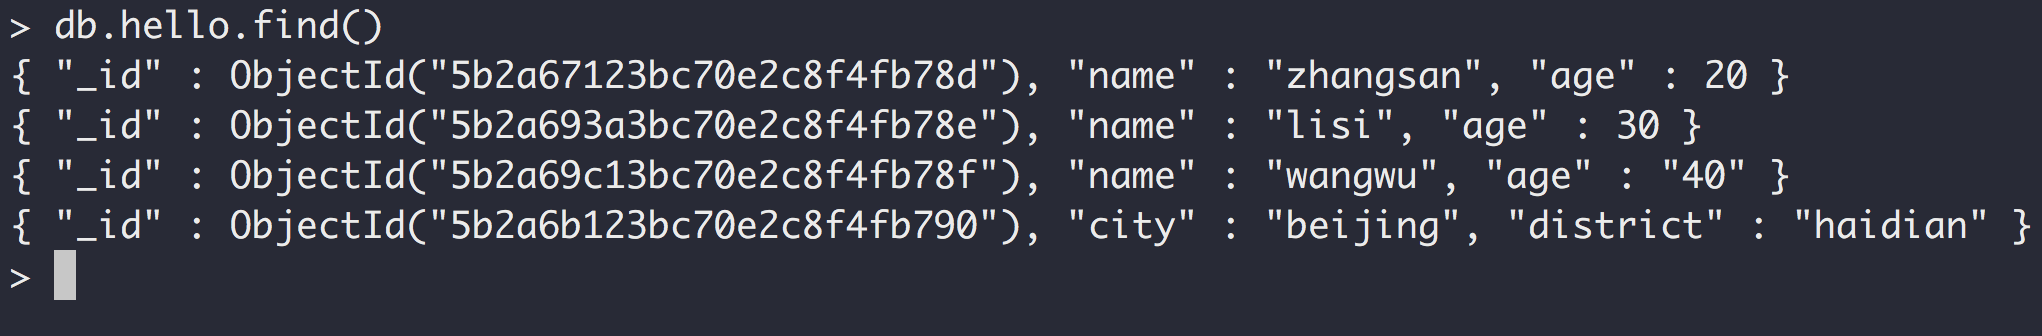 > db.hello.find()
{ "_id" : ObjectId("5b2a67123bc70e2c8f4fb78d"), "name" : "zhangsan", "age" : 20 }
{ "_id" : ObjectId("5b2a693a3bc70e2c8f4fb78e"), "name" : "lisi", "age" : 30 }
{ "_id" : ObjectId("5b2a69c13bc70e2c8f4fb78f"), "name" : "wangwu", "age" : "40" }
{ "_id" : ObjectId("5b2a6b123bc70e2c8f4fb790"), "city" : "beijing", "district" : "haidian" }
>